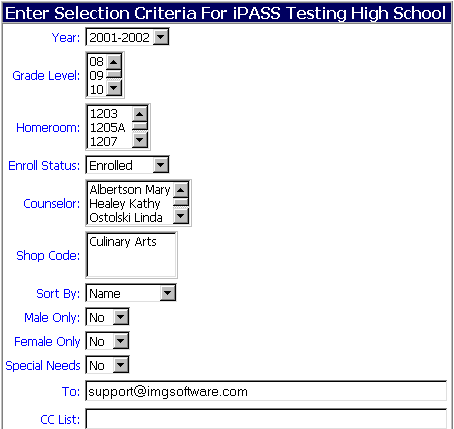 Enter Selection Criteria For iPASS Testing High School
Year: 2001-2002
Grade Level: 08
09
10
Homeroom: 1203
1205A
1207
Enroll Status: Enrolled
Counselor: Albertson Mary
Healey Kathy
Ostolski Linda
Shop Code: Culinary Arts
Sort By: Name
Male Only: No
Female Only No
Special Needs No
To: support@imgsoftware.com
CC List: